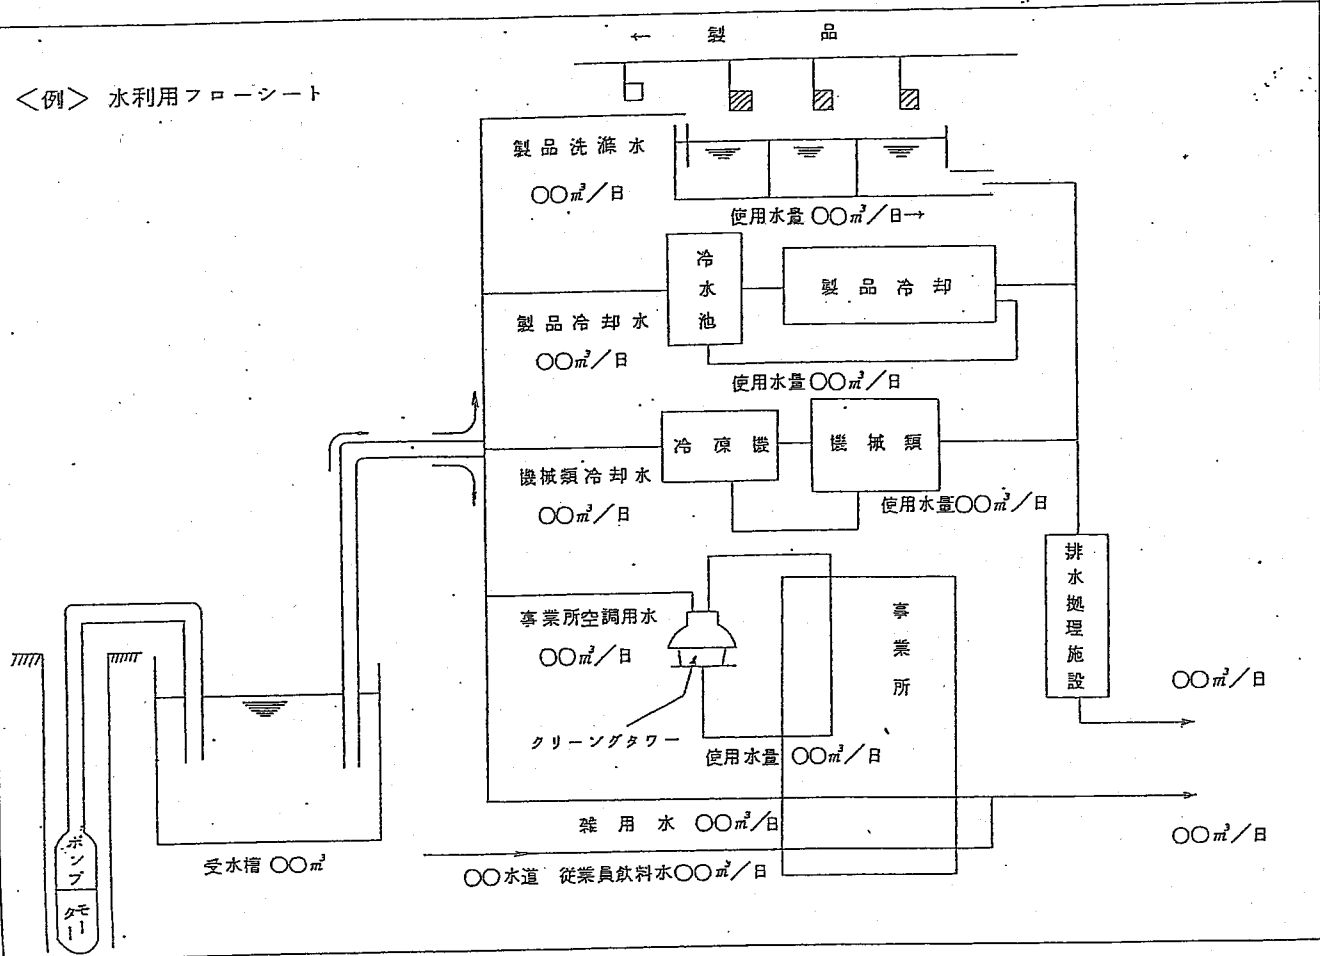 ← 製品
<例> 水利用フローシート
製品洗滌水
○○㎥/日
使用水量 ○○㎥/日→
冷水池
製品冷却
製品冷却水
○○㎥/日
使用水量○○㎥/日
冷凍機
機械類
機械類冷却水
○○㎥/日
使用水量○○㎥/日
排水処理施設
○○㎥/日
事業所空調用水
○○㎥/日
事業所
クリーングタワー
使用水量 ○○㎥/日
雑用水 ○○㎥/日
○○㎥/日
○○水道 従業員飲料水○○㎥/日
受水槽 ○○㎥
ポンプ
モーター